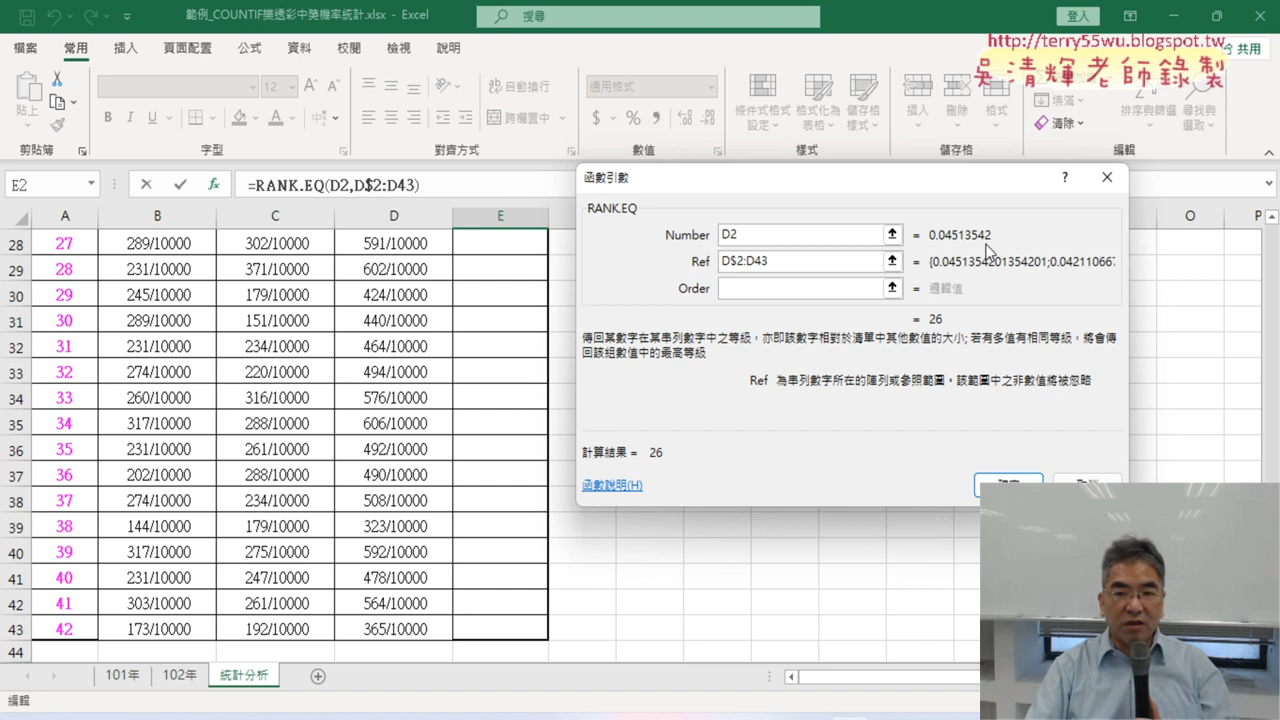 範例_COUNTIF樂透彩中獎機率統計.xlsx - Excel
搜尋
登入
http://terry55wu.blogspot.tw
吳清輝老師錄製
檔案 常用 插入 頁面配置 公式 資料 校閱 檢視 說明
共用
貼上
12
自動換行
跨欄置中
通用格式
條件式格式設定
格式化為表格
儲存格樣式
插入 刪除 格式
填滿
清除
排序與篩選
尋找與選取
剪貼簿 字型 對齊方式 數值 樣式 儲存格 編輯
E2 =RANK.EQ(D2,D$2:D43)
A B C D E O P
28 27 289/10000 302/10000 591/10000
29 28 231/10000 371/10000 602/10000
30 29 245/10000 179/10000 424/10000
31 30 289/10000 151/10000 440/10000
32 31 231/10000 234/10000 464/10000
33 32 274/10000 220/10000 494/10000
34 33 260/10000 316/10000 576/10000
35 34 317/10000 288/10000 606/10000
36 35 231/10000 261/10000 492/10000
37 36 202/10000 288/10000 490/10000
38 37 274/10000 234/10000 508/10000
39 38 144/10000 179/10000 323/10000
40 39 317/10000 275/10000 592/10000
41 40 231/10000 247/10000 478/10000
42 41 303/10000 261/10000 564/10000
43 42 173/10000 192/10000 365/10000
44
函數引數
RANK.EQ
Number D2 = 0.04513542
Ref D$2:D43 = {0.0451354201354201;0.042110667
Order = 邏輯值
= 26
傳回某數字在某串列數字中之等級，亦即該數字相對於清單中其他數值的大小; 若有多值有相同等級，將會傳
回該組數值中的最高等級
Ref 為串列數字所在的陣列或參照範圍。該範圍中之非數值將被忽略
計算結果 = 26
函數說明(H)
101年 102年 統計分析
編輯